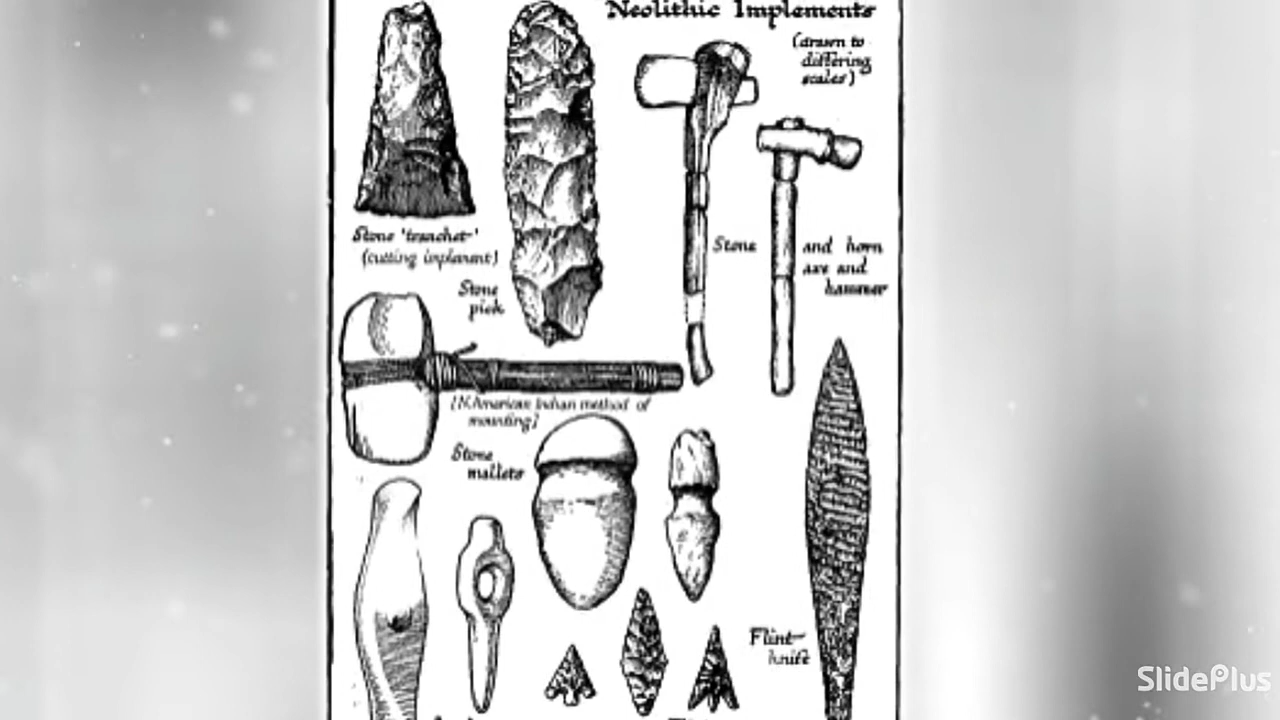 Neolithic Implements
(drawn to
differing
scales)
Stone 'tranchet'
(cutting implement)
Stone
pick
Stone
and horn
axe and
hammer
[N. American Indian method of
mounting]
Stone
mallets
Flint
knife
SlidePlus